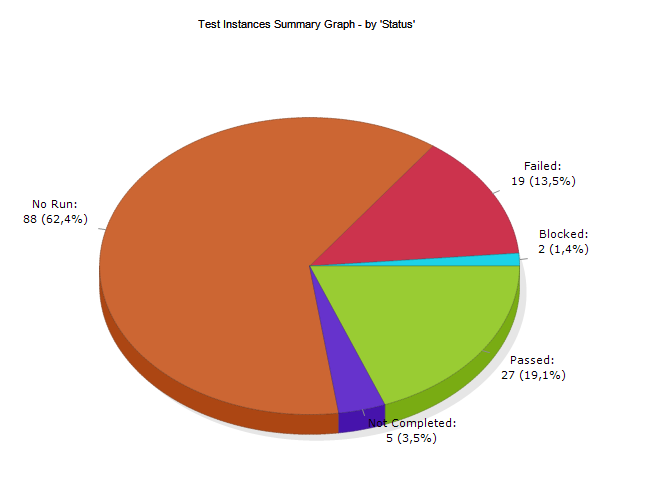 Test Instances Summary Graph - by 'Status'
Failed:
19 (13,5%)
No Run:
88 (62,4%)
Blocked:
2 (1,4%)
Passed:
27 (19,1%)
Not Completed:
5 (3,5%)